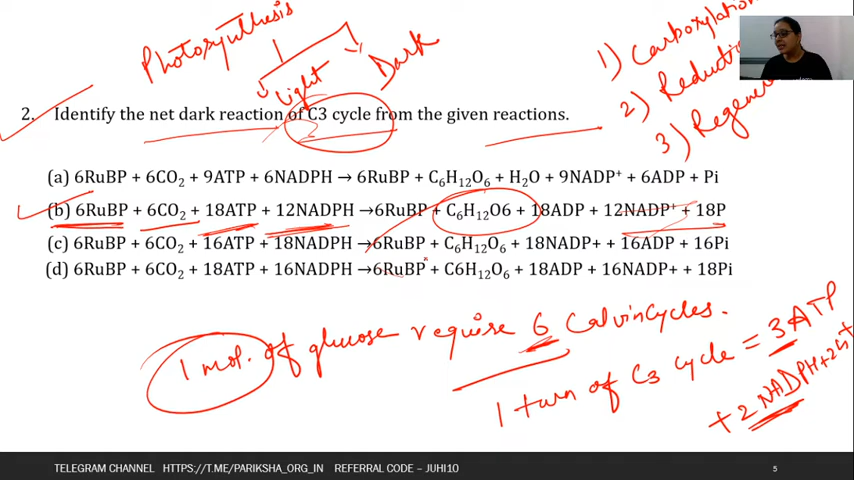 Photosynthesis
Light
Dark
1) Carboxylation
2) Reducti
3) Regener
2. Identify the net dark reaction of C3 cycle from the given reactions.
(a) 6RuBP + 6CO₂ + 9ATP + 6NADPH → 6RuBP + C₆H₁₂O₆ + H₂O + 9NADP⁺ + 6ADP + Pi
(b) 6RuBP + 6CO₂ + 18ATP + 12NADPH →6RuBP + C₆H₁₂O6 + 18ADP + 12NADP⁺ + 18P
(c) 6RuBP + 6CO₂ + 16ATP + 18NADPH →6RuBP + C₆H₁₂O₆ + 18NADP+ + 16ADP + 16Pi
(d) 6RuBP + 6CO₂ + 18ATP + 16NADPH →6RuBP + C6H₁₂O₆ + 18ADP + 16NADP+ + 18Pi
1 mol. of glucose require 6 Calvin Cycles.
1 turn of C3 cycle = 3 ATP
+ 2 NADPH + 2H⁺
TELEGRAM CHANNEL HTTPS://T.ME/PARIKSHA_ORG_IN REFERRAL CODE – JUHI10
5